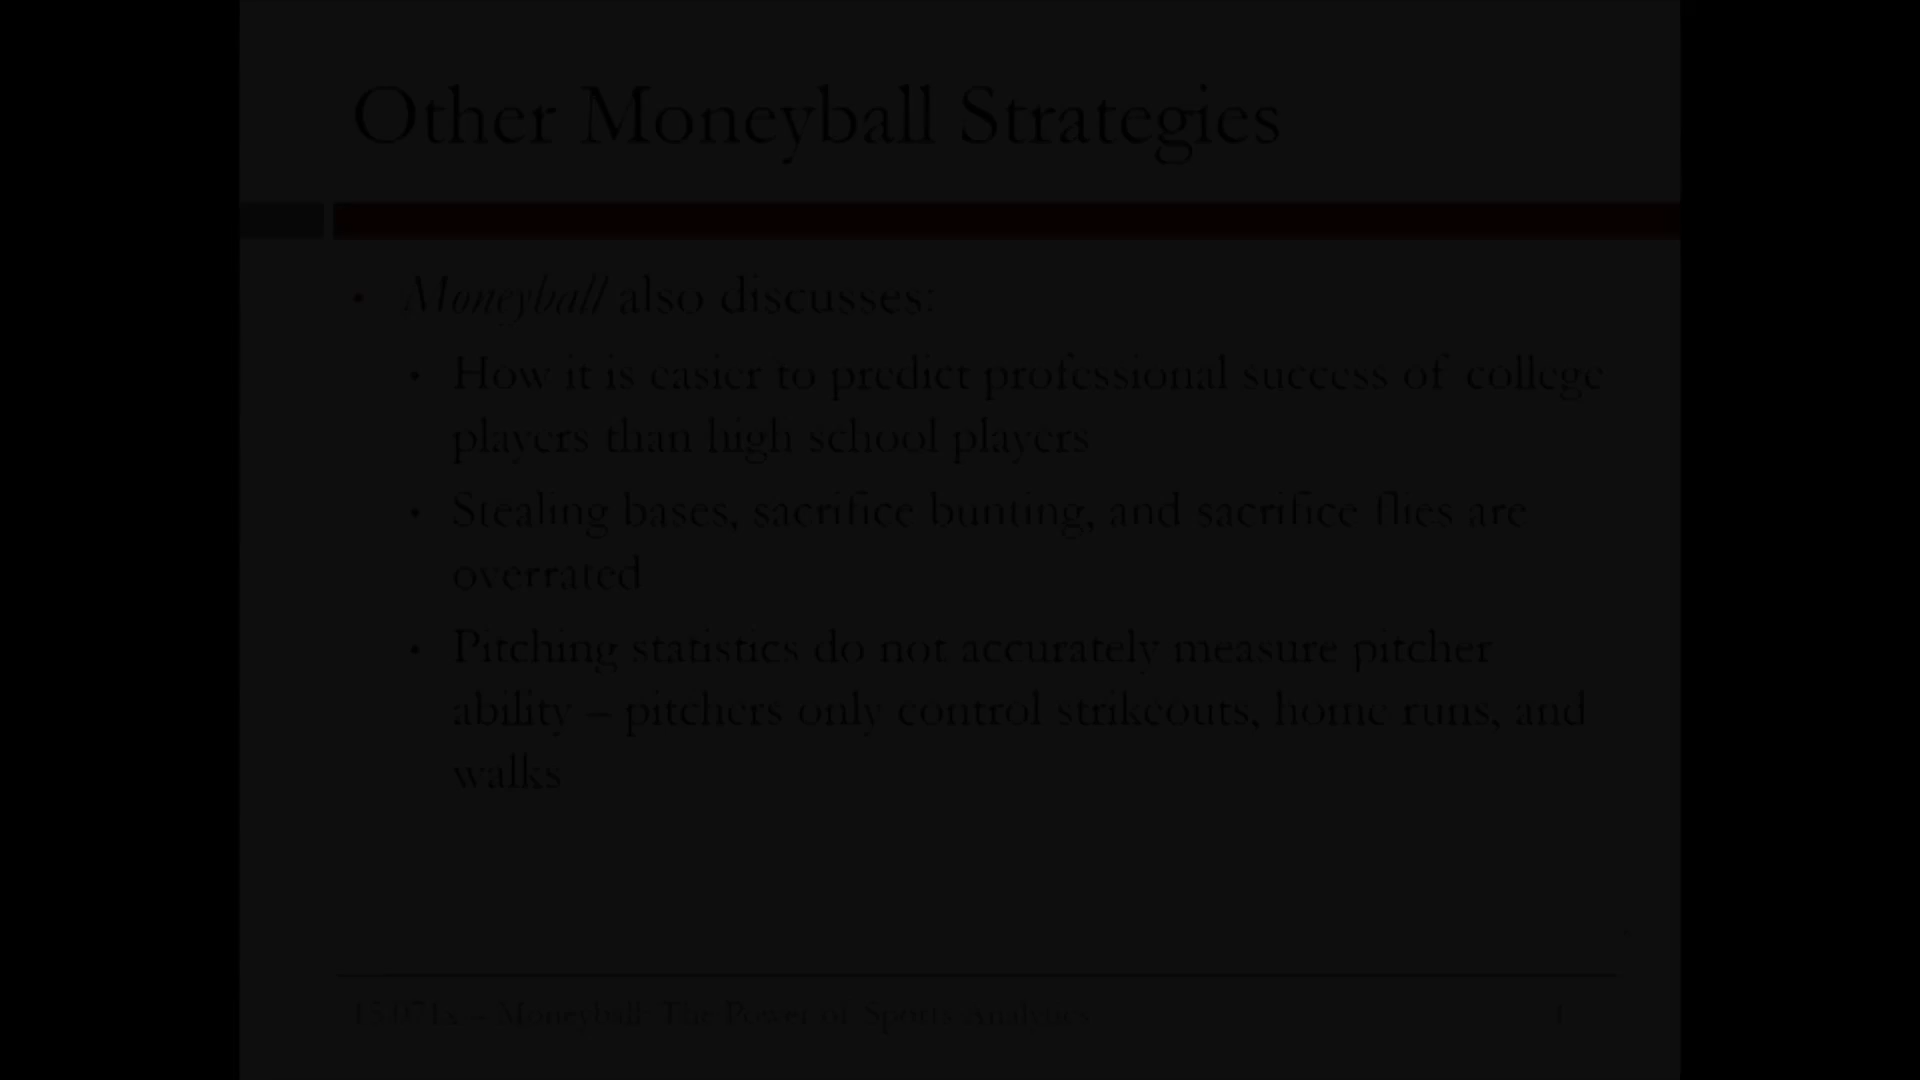 Other Moneyball Strategies
• Moneyball also discusses:
• How it is easier to predict professional success of college
players than high school players
• Stealing bases, sacrifice bunting, and sacrifice flies are
overrated
• Pitching statistics do not accurately measure pitcher
ability – pitchers only control strikeouts, home runs, and
walks
15.071x – Moneyball: The Power of Sports Analytics 1